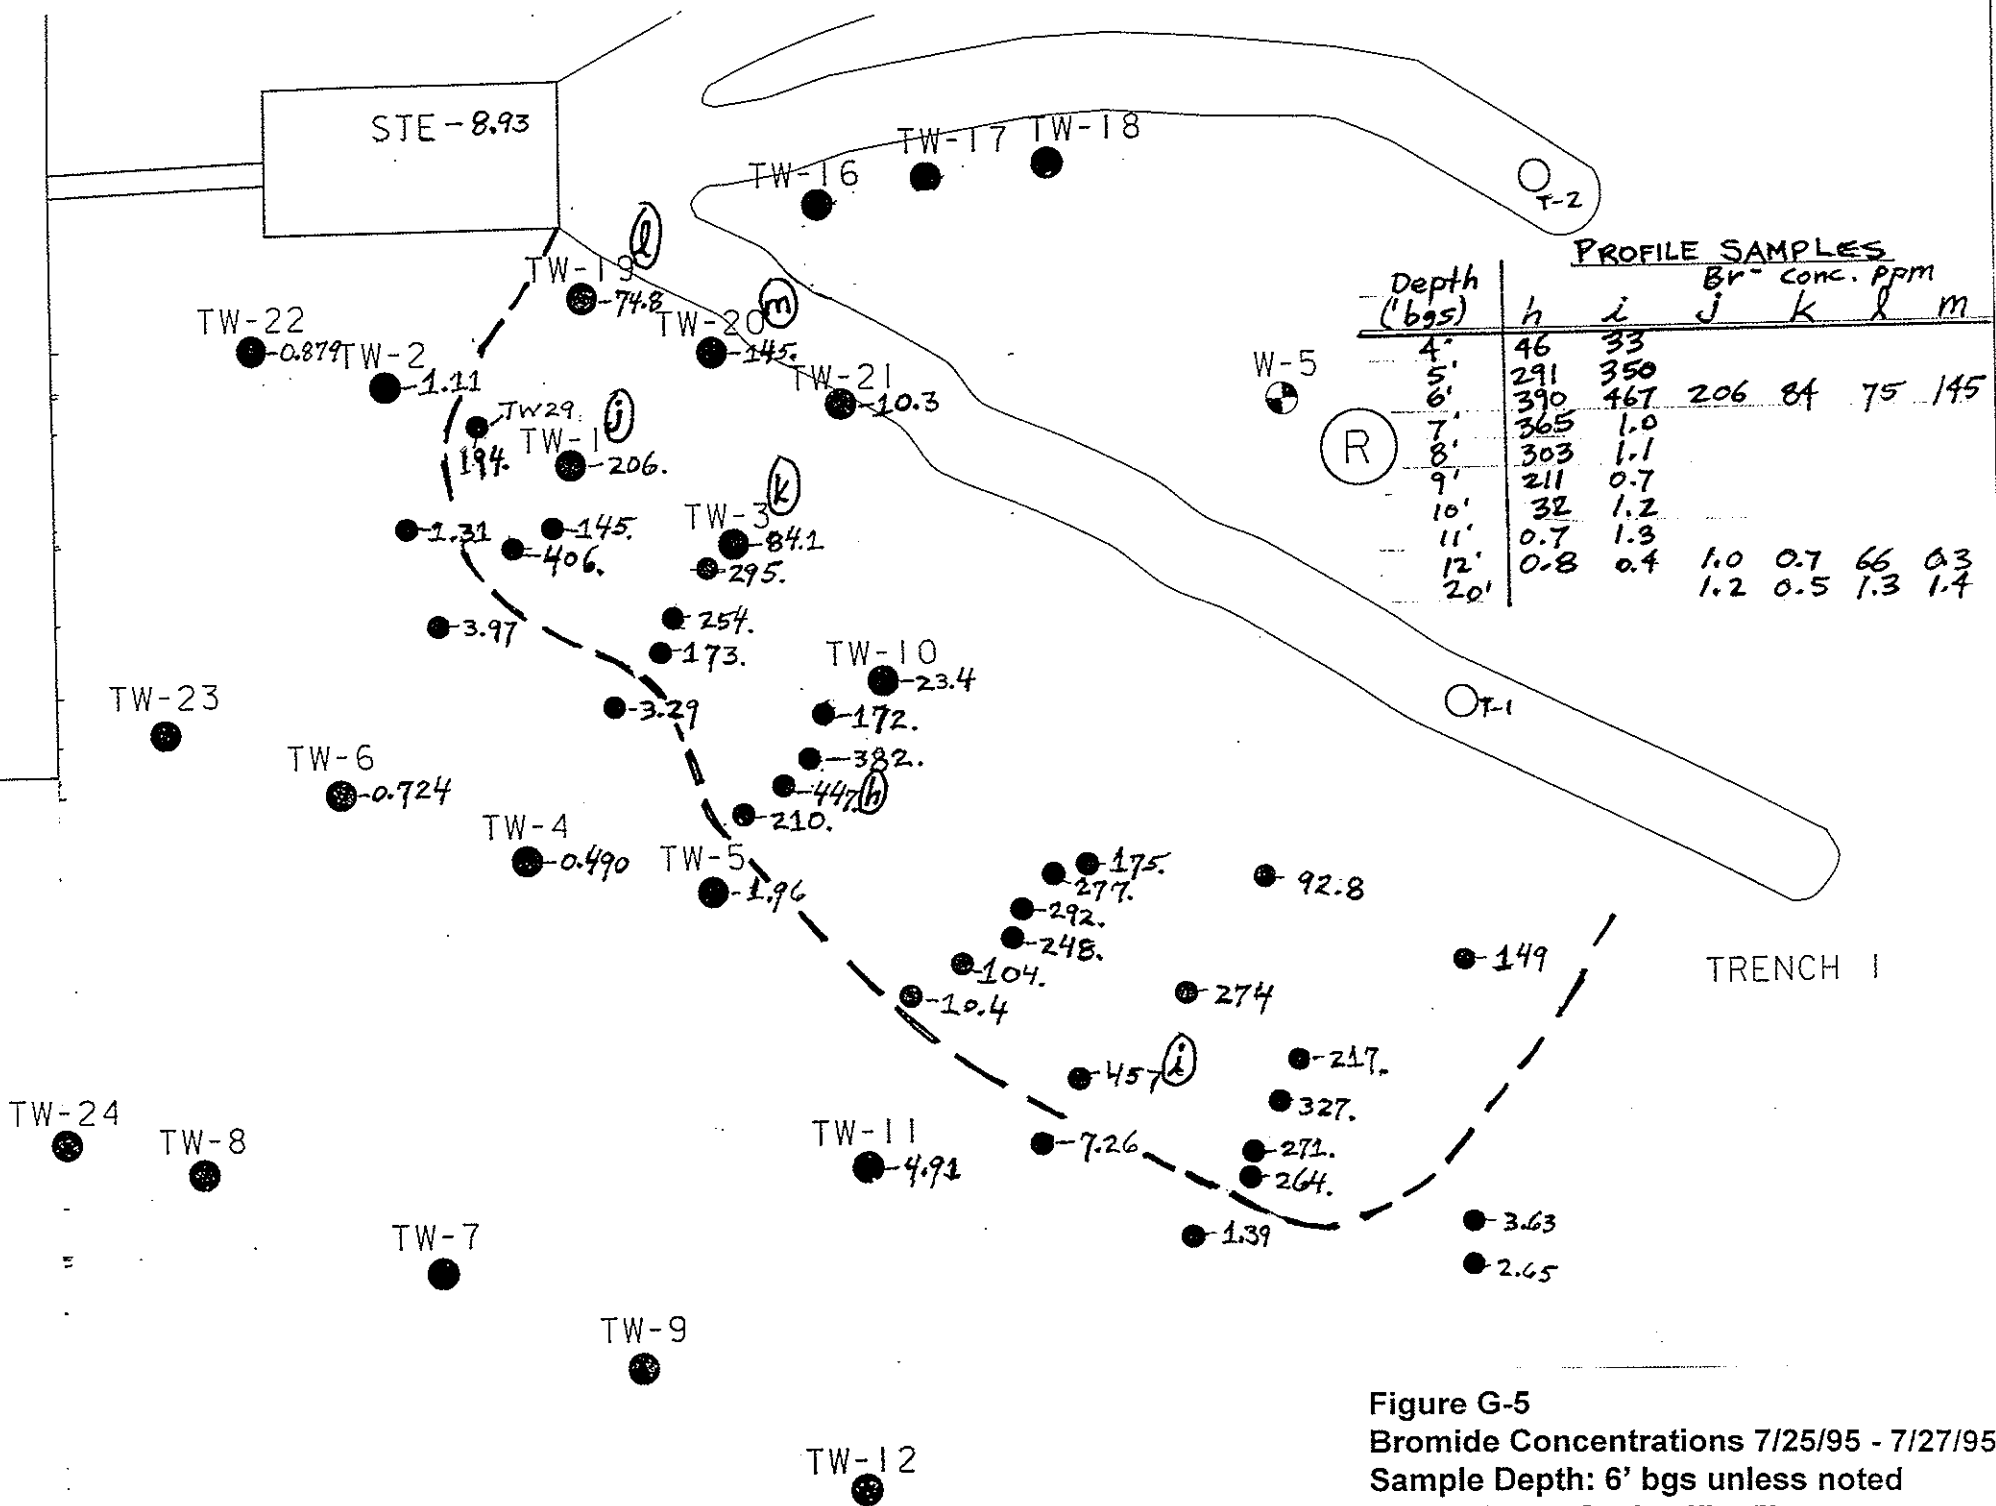 STE-8.93
TW-17
TW-18
TW-16
T-2
TW-19
l
-74.8
TW-20
m
-145.
TW-22
-0.879
TW-2
-1.11
TW-21
-10.3
TW29
194.
TW-1
j
-206.
W-5
R
PROFILE SAMPLES
Depth ('bgs) Br⁻ conc. ppm
h i j k l m
4' 46 33
5' 291 350
6' 390 467 206 84 75 145
7' 365 1.0
8' 303 1.1
9' 211 0.7
10' 32 1.2
11' 0.7 1.3
12' 0.8 0.4 1.0 0.7 66 0.3
20' 1.2 0.5 1.3 1.4
-1.31
-145.
-406.
TW-3
k
-84.1
-295.
-3.97
-254.
-173.
TW-10
-23.4
-3.29
-172.
T-1
TW-23
-382.
-447.
h
-210.
TW-6
-0.724
TW-4
-0.490
TW-5
-1.96
-175.
-277.
-292.
-248.
-104.
-10.4
-92.8
-149
-274
TRENCH 1
-457
i
-217.
-327.
-271.
-264.
-7.26
TW-11
-4.91
-1.39
-3.63
-2.65
TW-24
TW-8
TW-7
TW-9
TW-12
Figure G-5
Bromide Concentrations 7/25/95 - 7/27/95
Sample Depth: 6' bgs unless noted